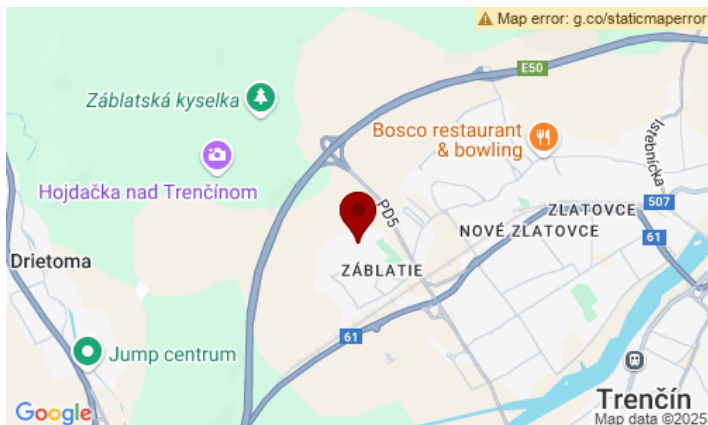 ⚠ Map error: g.co/staticmaperror
E50
Záblatská kyselka
Bosco restaurant
& bowling
Istebnícka
Hojdačka nad Trenčínom
PD5
ZLATOVCE
507
NOVÉ ZLATOVCE
61
Drietoma
ZÁBLATIE
61
Jump centrum
Trenčín
Google
Map data ©2025